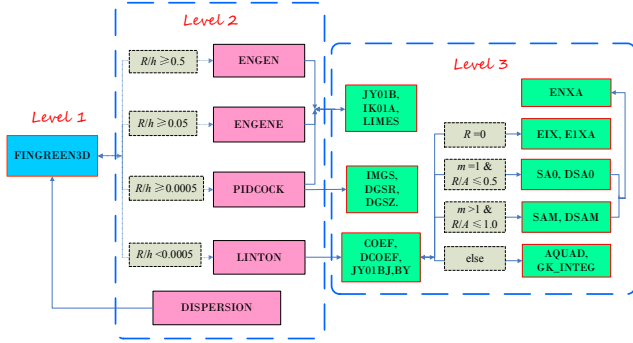 Level 1
FINGREEN3D
Level 2
R/h ≥0.5
ENGEN
R/h ≥0.05
ENGENE
R/h ≥0.0005
PIDCOCK
R/h <0.0005
LINTON
DISPERSION
Level 3
JY01B,
IK01A,
LIMES
IMGS,
DGSR,
DGSZ.
COEF,
DCOEF,
JY01BJ,BY
ENXA
R =0
EIX, E1XA
m=1 &
R/A ≤0.5
SA0, DSA0
m>1 &
R/A ≤1.0
SAM, DSAM
else
AQUAD,
GK_INTEG